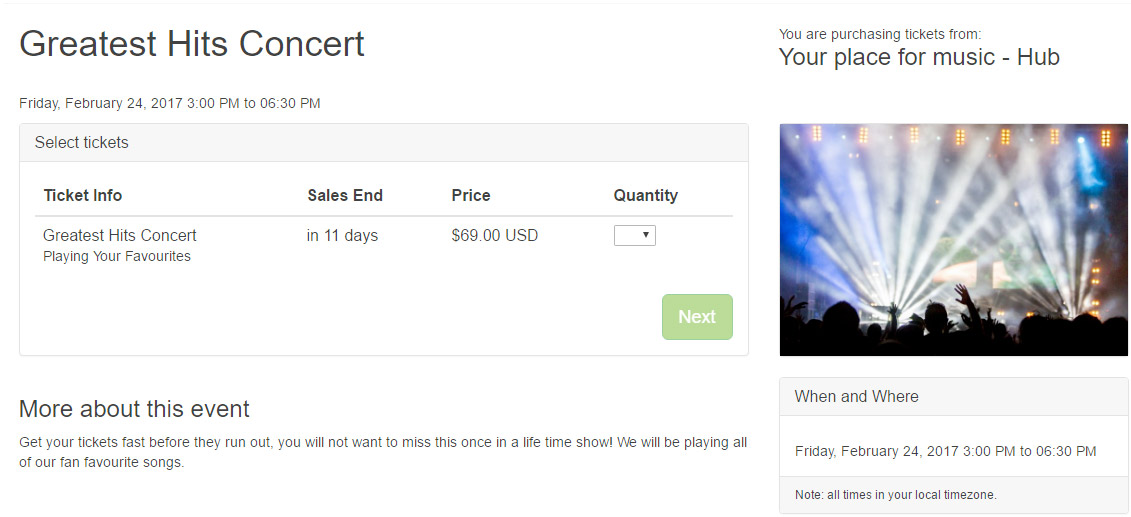 Greatest Hits Concert
Friday, February 24, 2017 3:00 PM to 06:30 PM
Select tickets
Ticket Info Sales End Price Quantity
Greatest Hits Concert in 11 days $69.00 USD
Playing Your Favourites
Next
More about this event
Get your tickets fast before they run out, you will not want to miss this once in a life time show! We will be playing all
of our fan favourite songs.
You are purchasing tickets from:
Your place for music - Hub
When and Where
Friday, February 24, 2017 3:00 PM to 06:30 PM
Note: all times in your local timezone.